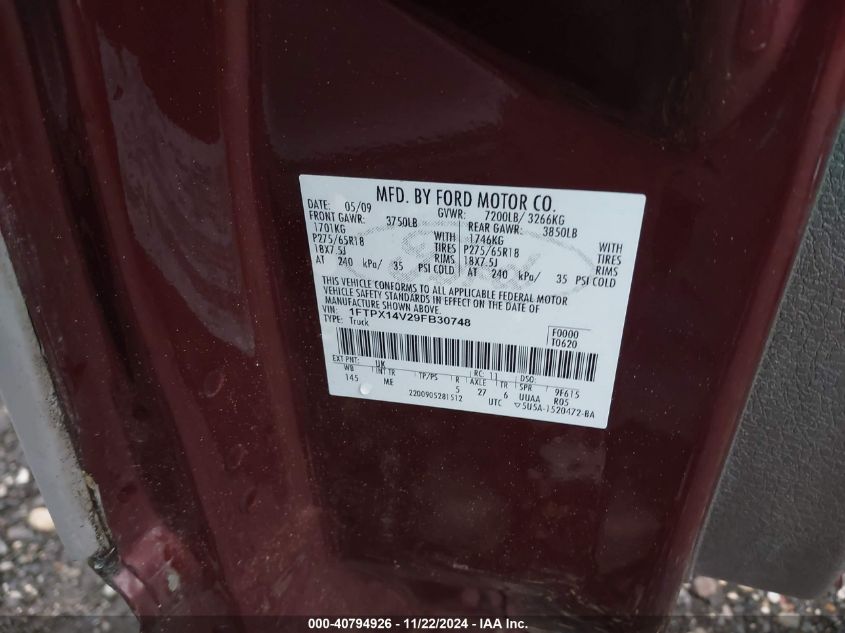 MFD. BY FORD MOTOR CO.
DATE: 05/09 GVWR: 7200LB/ 3266KG
FRONT GAWR: 3750LB REAR GAWR: 3850LB
1701KG WITH 1746KG WITH
P275/65R18 TIRES P275/65R18 TIRES
18X7.5J RIMS 18X7.5J RIMS
AT 240 kPa/ 35 PSI COLD AT 240 kPa/ 35 PSI COLD
THIS VEHICLE CONFORMS TO ALL APPLICABLE FEDERAL MOTOR
VEHICLE SAFETY STANDARDS IN EFFECT ON THE DATE OF
MANUFACTURE SHOWN ABOVE.
VIN: 1FTPX14V29FB30748
TYPE: Truck
F0000
T0620
EXT PNT: UK RC: 11 DSO:
WB INT TR TP/PS R AXLE TR SPR 9F615
145 ME 5 27 6 UUAA R05
2200905281512 UTC ▽5U5A-1520472-BA
Ford
000-40794926 - 11/22/2024 - IAA Inc.